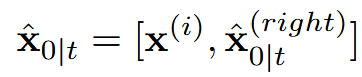 x̂₀|ₜ = [x⁽ⁱ⁾, x̂₀|ₜ⁽ʳⁱᵍʰᵗ⁾]